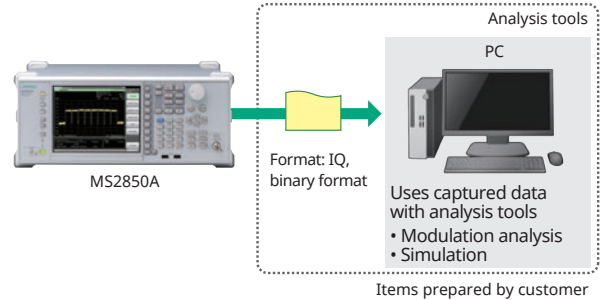 Analysis tools
PC
MS2850A
Format: IQ,
binary format
Uses captured data
with analysis tools
• Modulation analysis
• Simulation
Items prepared by customer